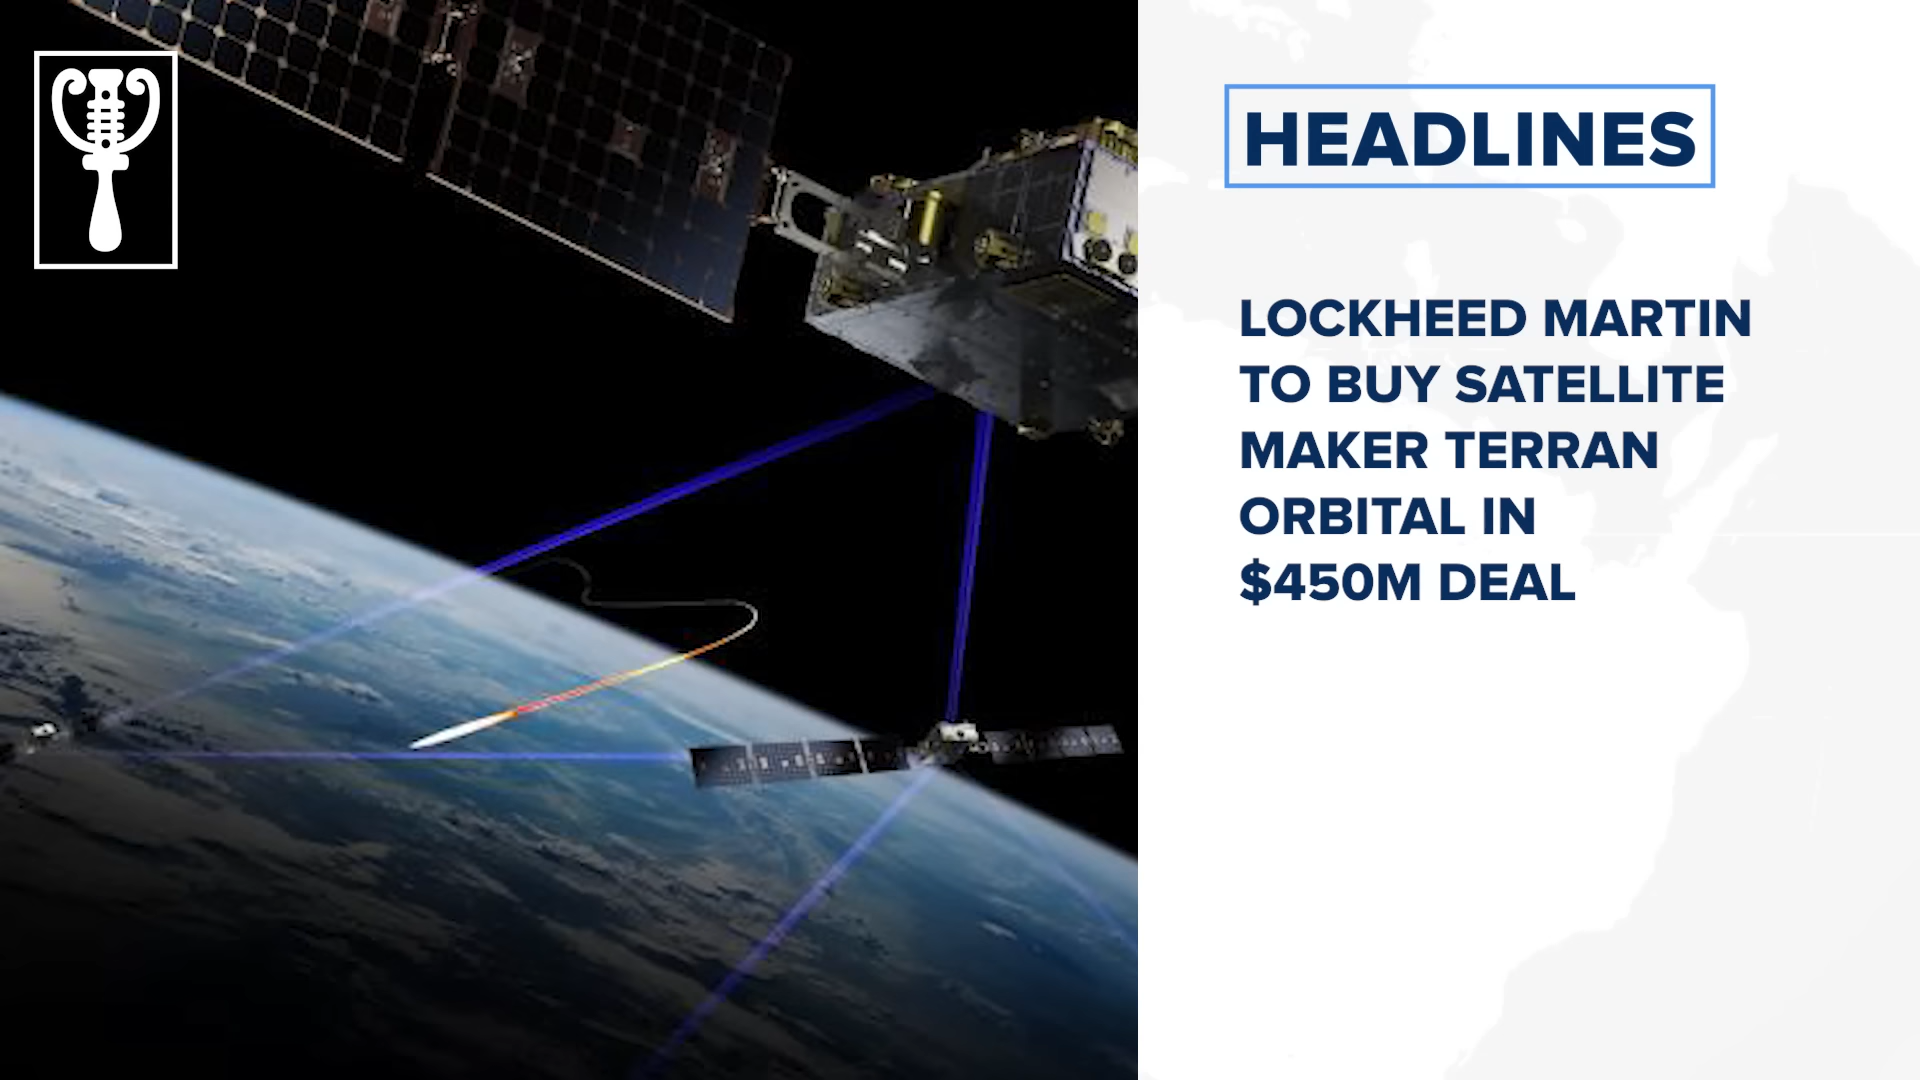 HEADLINES
LOCKHEED MARTIN
TO BUY SATELLITE
MAKER TERRAN
ORBITAL IN
$450M DEAL